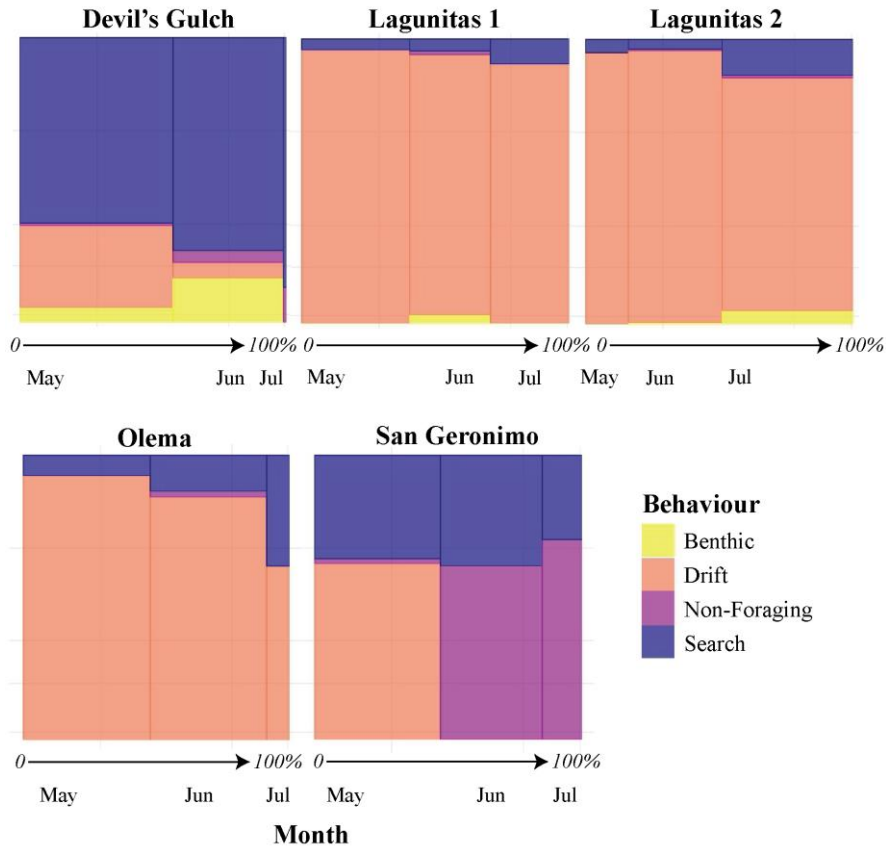 Devil's Gulch Lagunitas 1 Lagunitas 2
0 100% 0 100% 0 100%
May Jun Jul May Jun Jul May Jun Jul
Olema San Geronimo
Behaviour
Benthic
Drift
Non-Foraging
Search
0 100% 0 100%
May Jun Jul May Jun Jul
Month